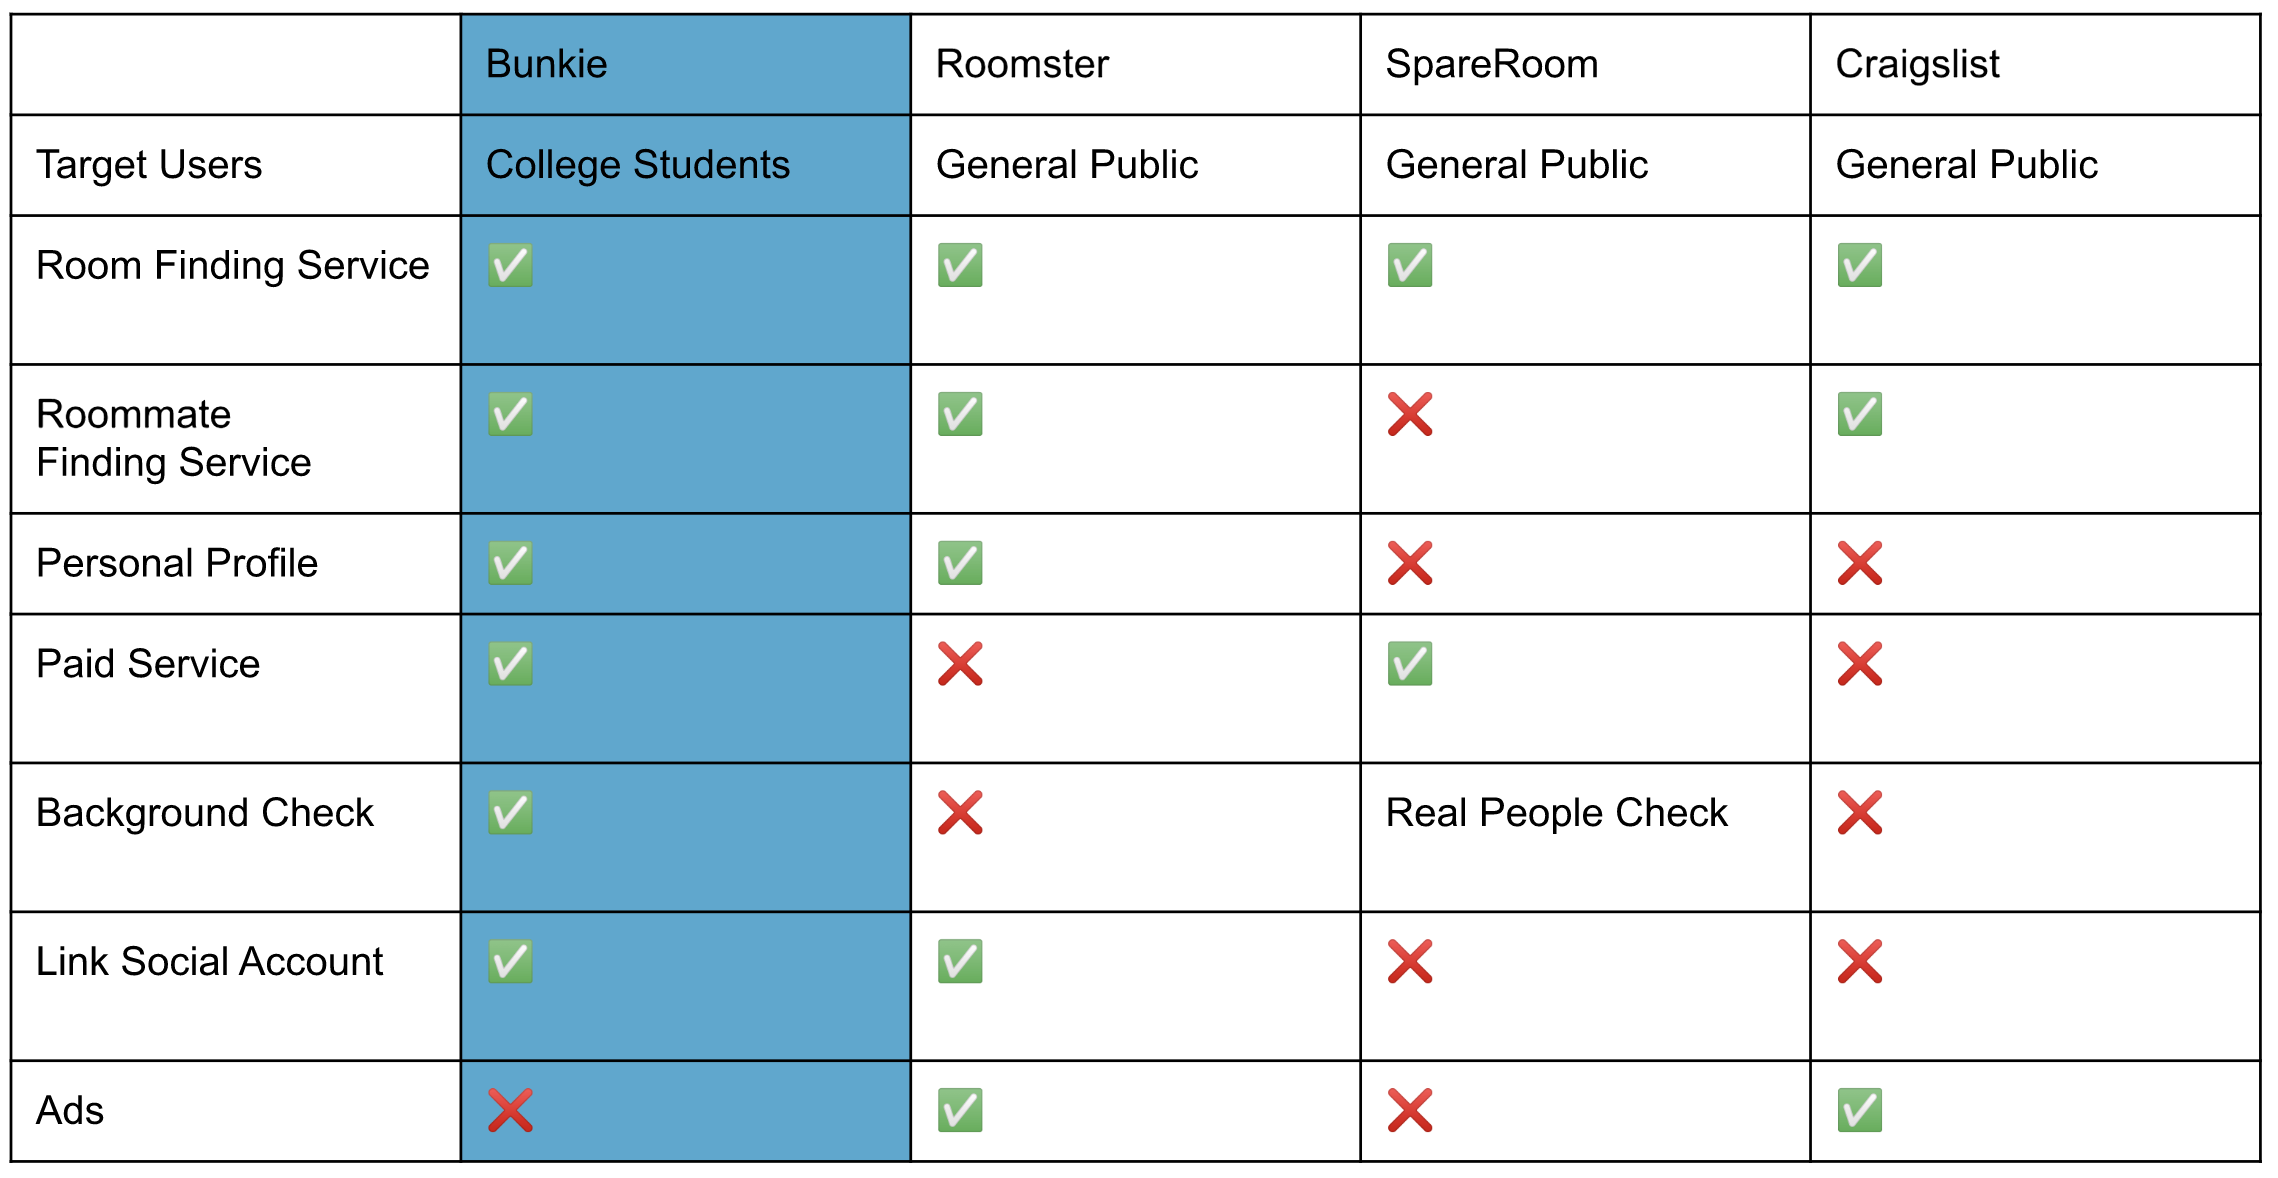 Bunkie
Roomster
SpareRoom
Craigslist
Target Users
College Students
General Public
General Public
General Public
Room Finding Service
✅
✅
✅
✅
Roommate
Finding Service
✅
✅
❌
✅
Personal Profile
✅
✅
❌
❌
Paid Service
✅
❌
✅
❌
Background Check
✅
❌
Real People Check
❌
Link Social Account
✅
✅
❌
❌
Ads
❌
✅
❌
✅